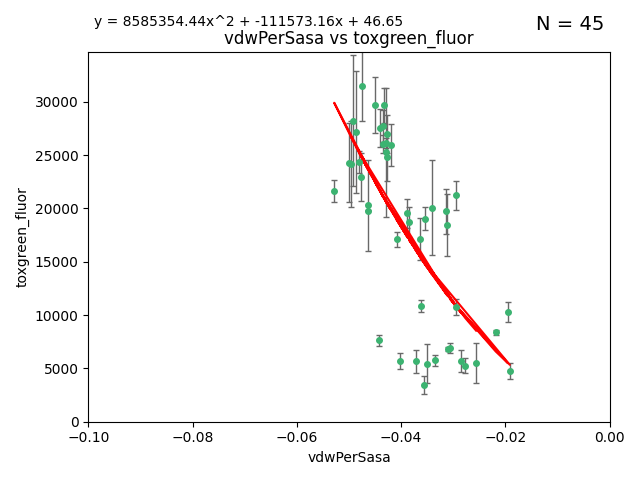 y = 8585354.44x^2 + -111573.16x + 46.65
N = 45
vdwPerSasa vs toxgreen_fluor
toxgreen_fluor
30000
25000
20000
15000
10000
5000
0
−0.10 −0.08 −0.06 −0.04 −0.02 0.00
vdwPerSasa